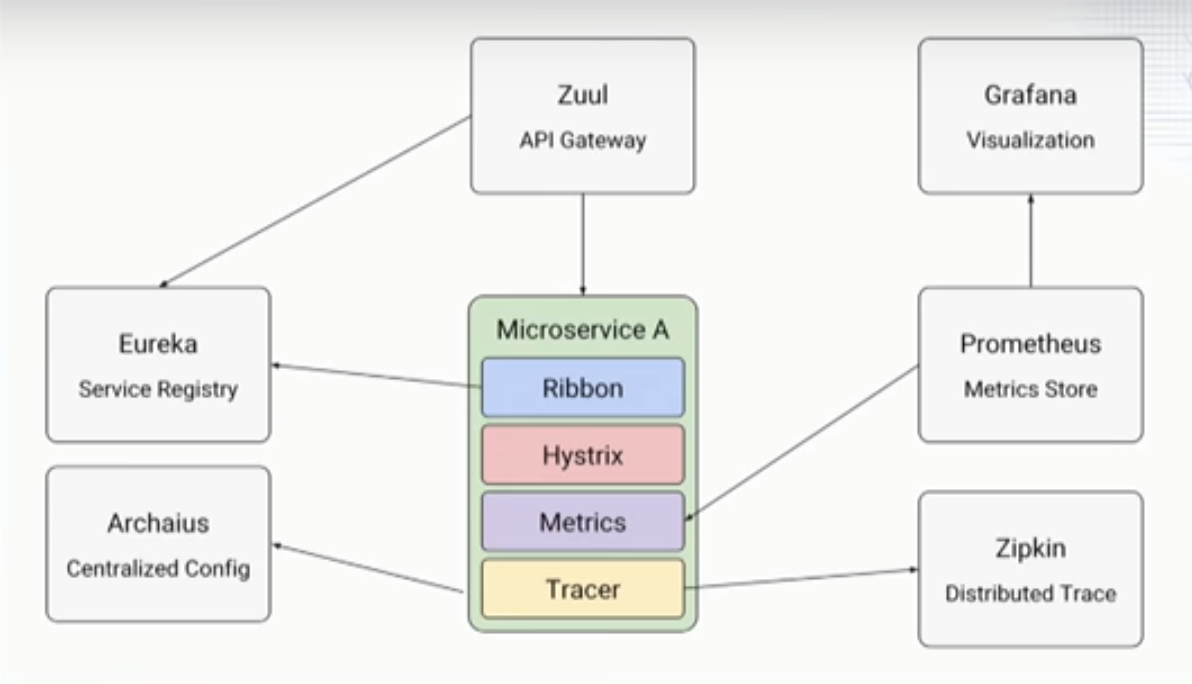 Zuul
API Gateway
Grafana
Visualization
Eureka
Service Registry
Microservice A
Ribbon
Hystrix
Metrics
Tracer
Prometheus
Metrics Store
Archaius
Centralized Config
Zipkin
Distributed Trace